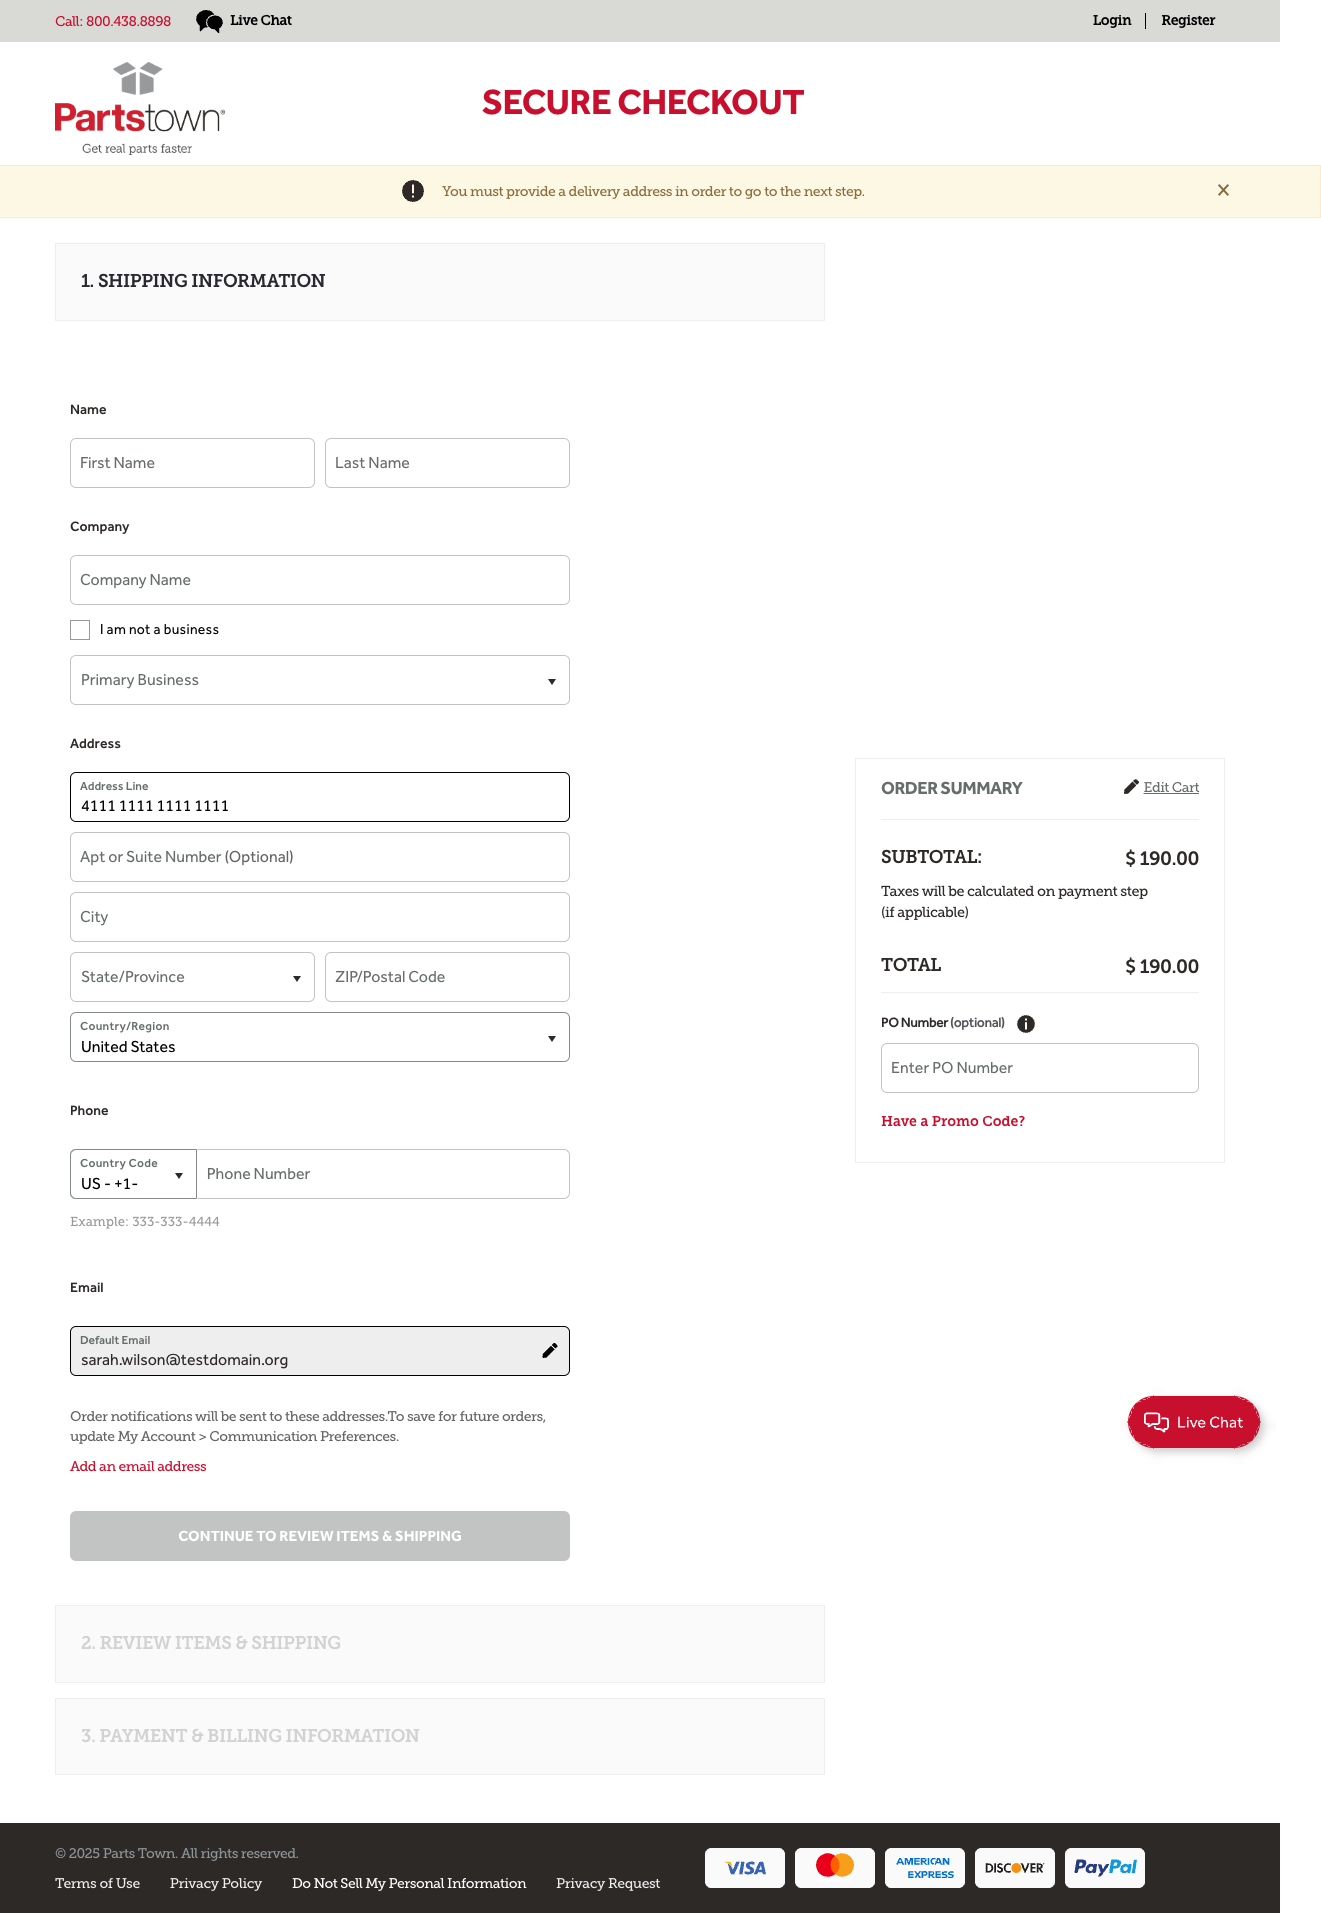 Call: 800.438.8898 Live Chat Login Register
Partstown
Get real parts faster
SECURE CHECKOUT
You must provide a delivery address in order to go to the next step.
1. SHIPPING INFORMATION
Name
First Name Last Name
Company
Company Name
I am not a business
Primary Business
Address
Address Line
4111 1111 1111 1111
Apt or Suite Number (Optional)
City
State/Province ZIP/Postal Code
Country/Region
United States
Phone
Country Code
US - +1-
Phone Number
Example: 333-333-4444
Email
Default Email
sarah.wilson@testdomain.org
Order notifications will be sent to these addresses.To save for future orders,
update My Account > Communication Preferences.
Add an email address
CONTINUE TO REVIEW ITEMS & SHIPPING
ORDER SUMMARY Edit Cart
SUBTOTAL: $ 190.00
Taxes will be calculated on payment step
(if applicable)
TOTAL $ 190.00
PO Number (optional)
Enter PO Number
Have a Promo Code?
Live Chat
2. REVIEW ITEMS & SHIPPING
3. PAYMENT & BILLING INFORMATION
© 2025 Parts Town. All rights reserved.
Terms of Use Privacy Policy Do Not Sell My Personal Information Privacy Request
VISA
AMERICAN
EXPRESS
DISCOVER
PayPal